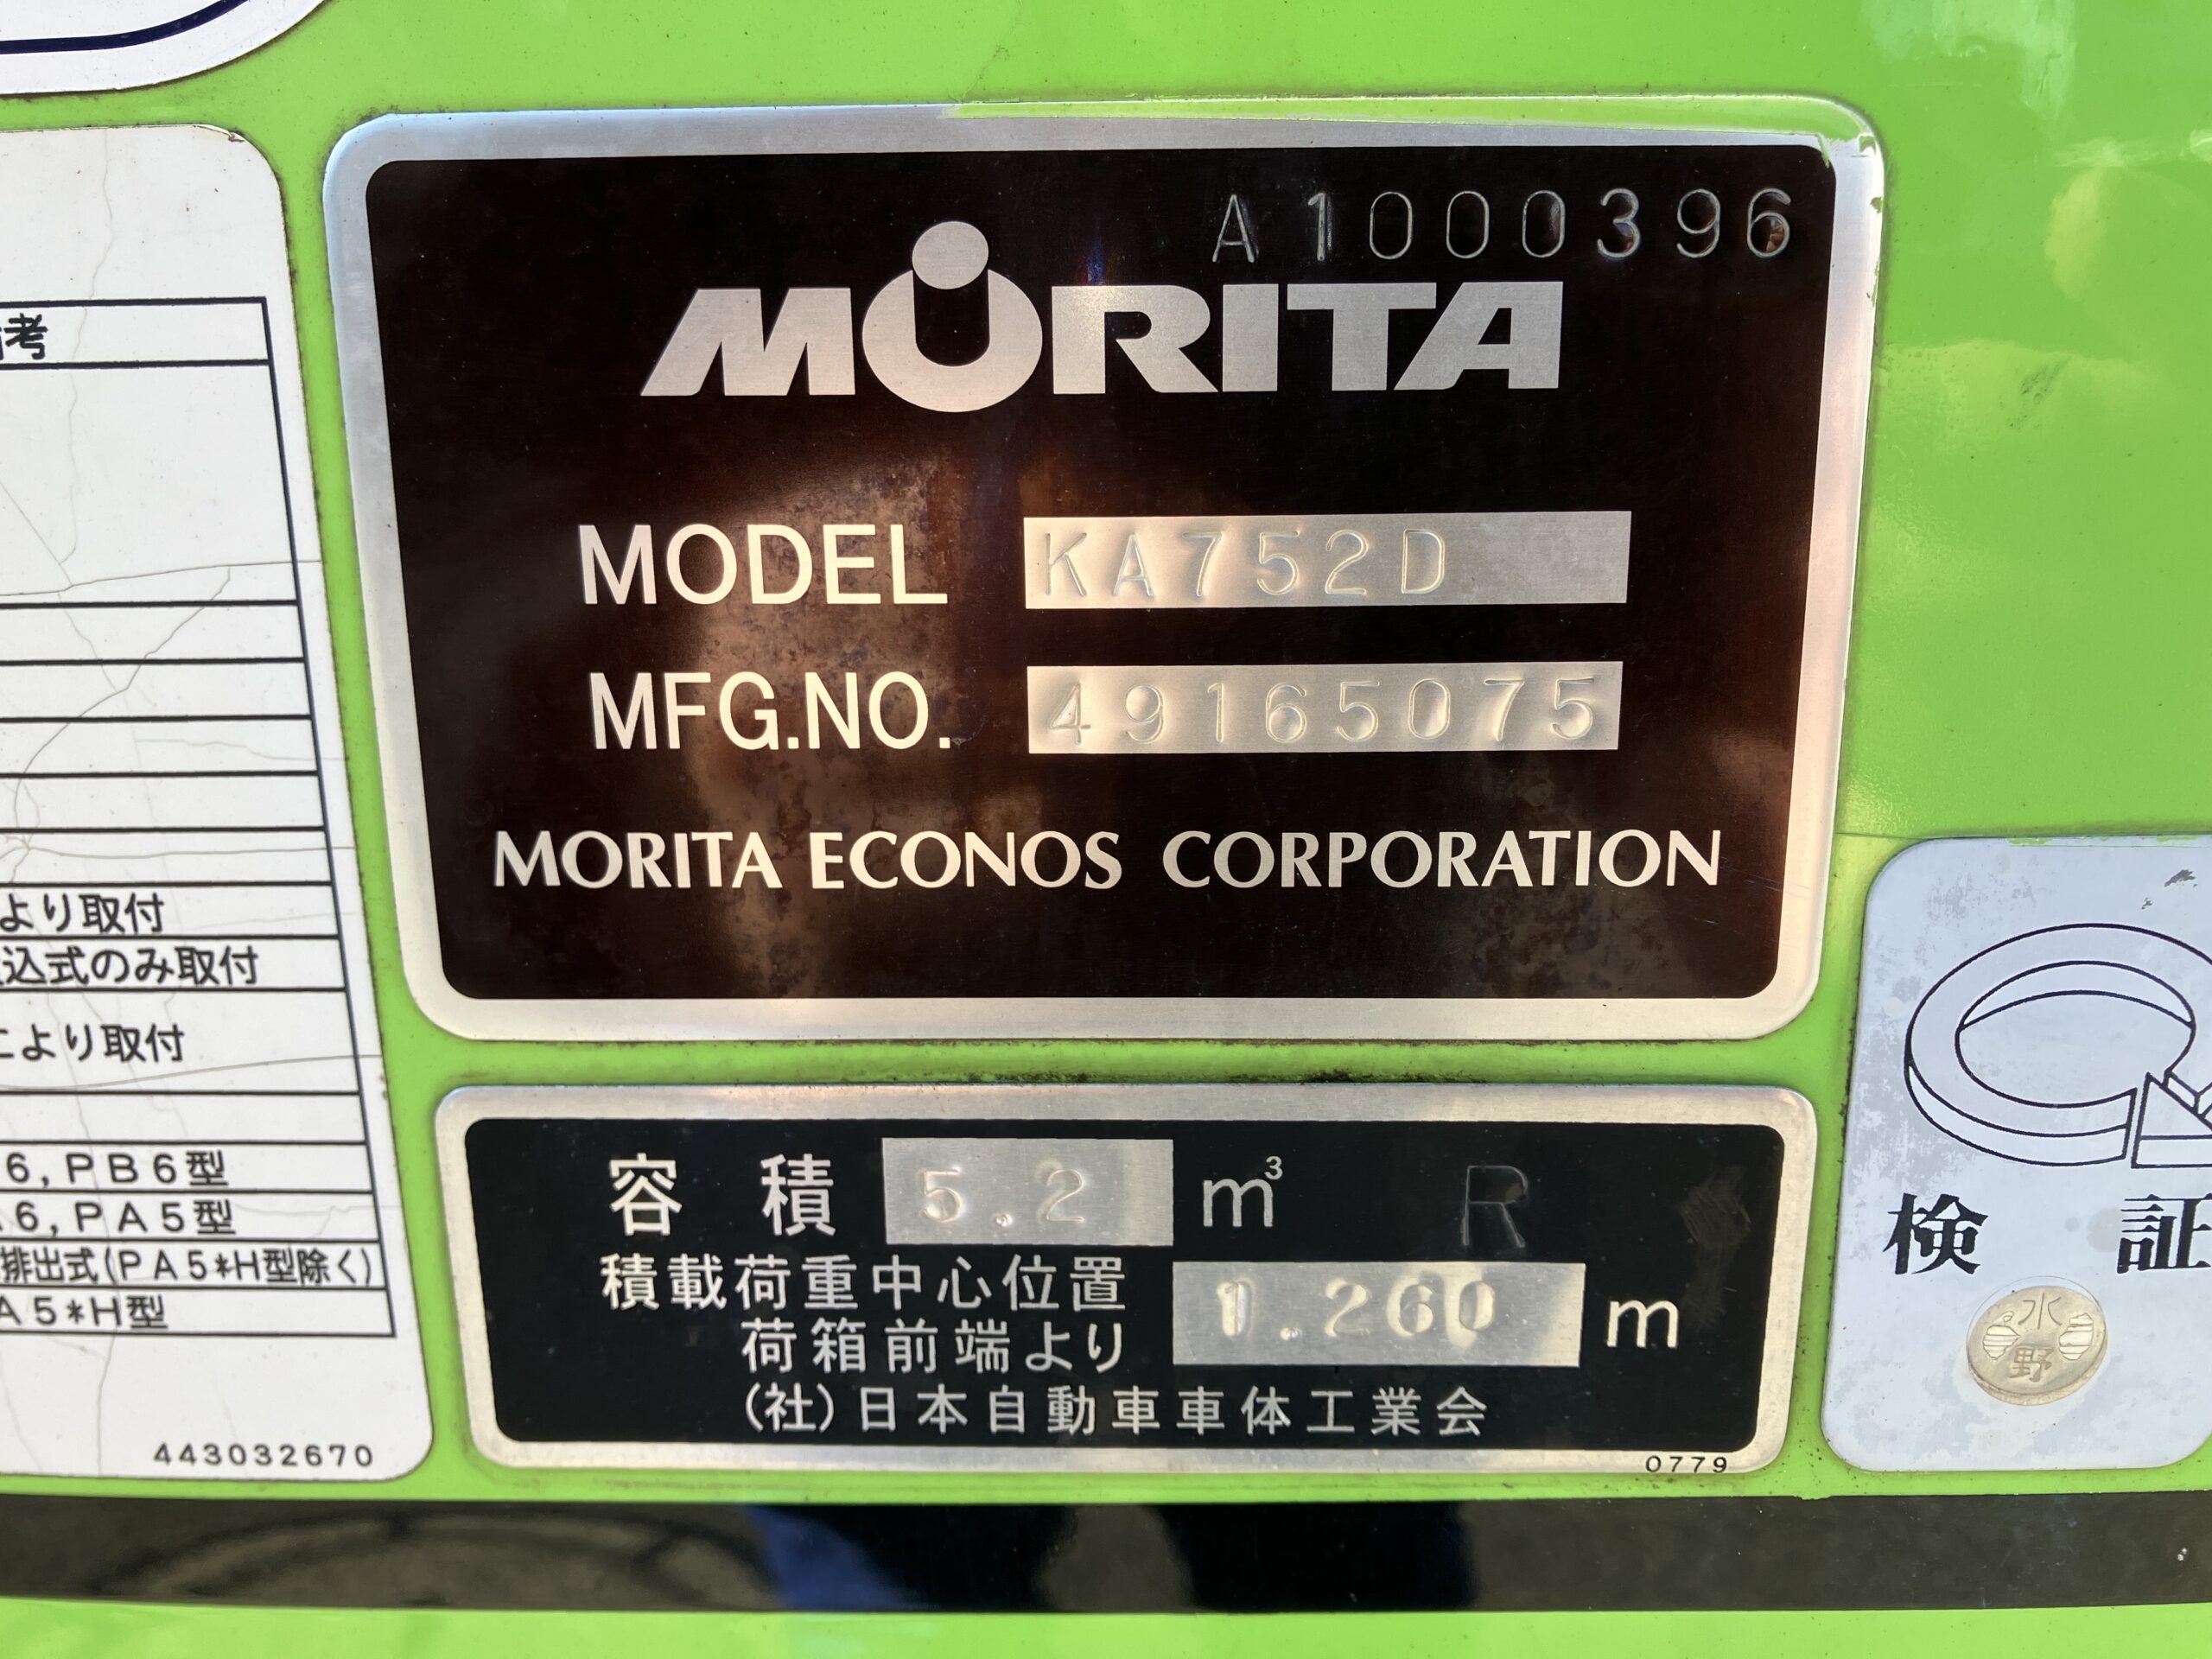 考
より取付
込式のみ取付
により取付
6,PB6型
6,PA5型
排出式(PA5*H型除く)
A5*H型
443032670
A1000396
MORITA
MODEL KA752D
MFG.NO. 49165075
MORITA ECONOS CORPORATION
容積 5.2 m³ R
積載荷重中心位置
荷箱前端より 1.260 m
(社)日本自動車車体工業会
0779
検証
水野